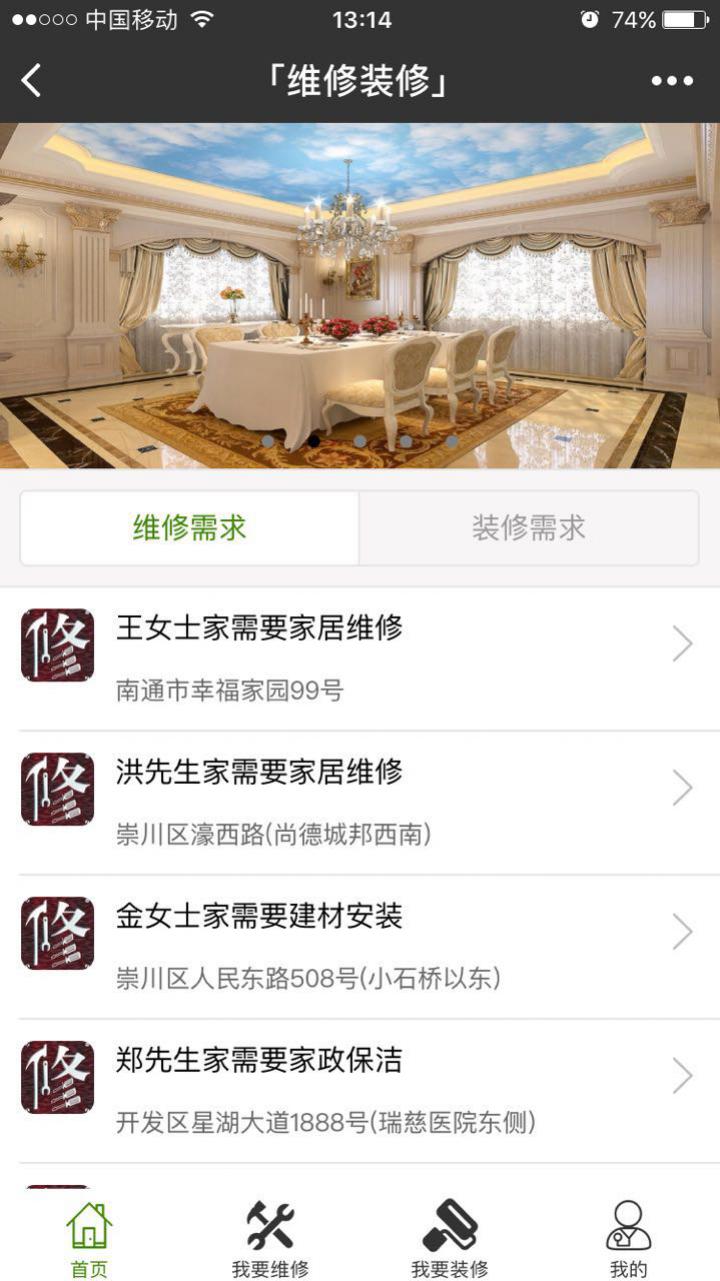 中国移动
13:14
74%
「维修装修」
维修需求
装修需求
修
王女士家需要家居维修
南通市幸福家园99号
修
洪先生家需要家居维修
崇川区濠西路(尚德城邦西南)
修
金女士家需要建材安装
崇川区人民东路508号(小石桥以东)
修
郑先生家需要家政保洁
开发区星湖大道1888号(瑞慈医院东侧)
首页
我要维修
我要装修
我的